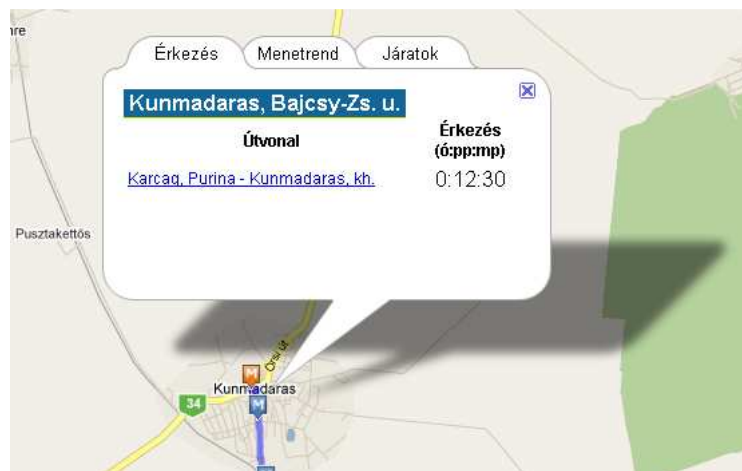 re
Érkezés Menetrend Járatok
Kunmadaras, Bajcsy-Zs. u.
Útvonal
Érkezés
(ó:pp:mp)
Karcag, Purina - Kunmadaras, kh.
0:12:30
Pusztakettős
Orsi út
M
Kunmadaras
34
M